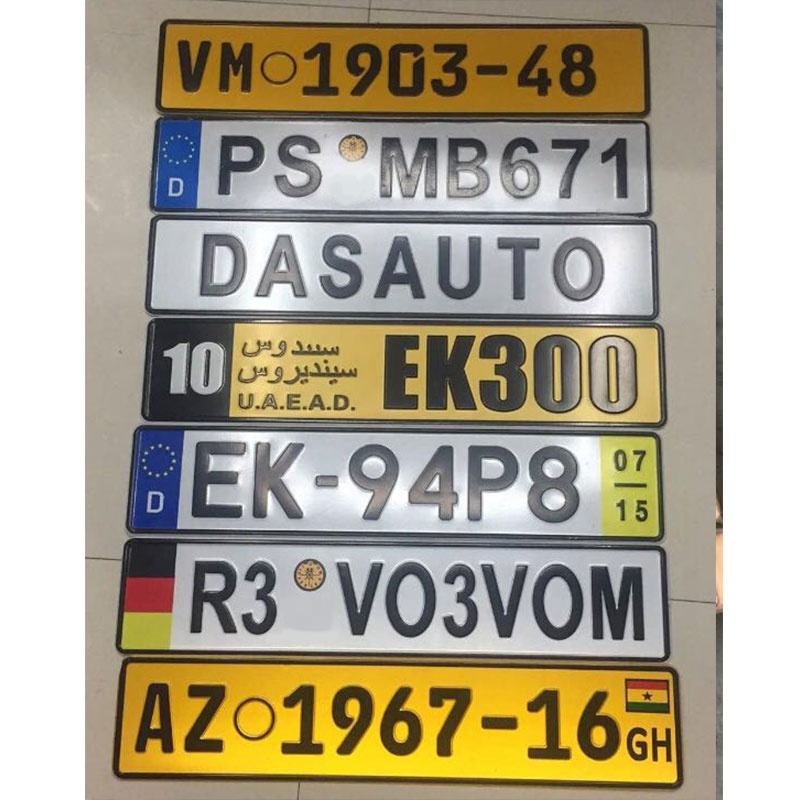 VM 1903-48
D PS MB671
DASAUTO
10 سسدوس EK300
سينديروس
U.A.E.A.D.
D EK-94P8 07
15
R3 VO3VOM
AZ 1967-16 GH